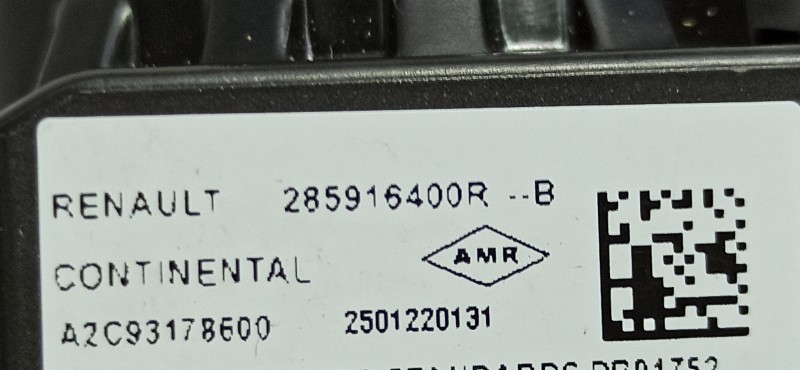 RENAULT 285916400R --B
AMR
CONTINENTAL
A2C93178600 2501220131